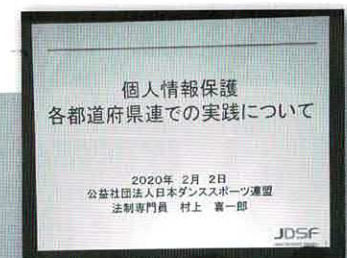 個人情報保護
各都道府県連での実践について
2020年 2月 2日
公益社団法人日本ダンススポーツ連盟
法制専門員 村上 喜一郎
JDSF